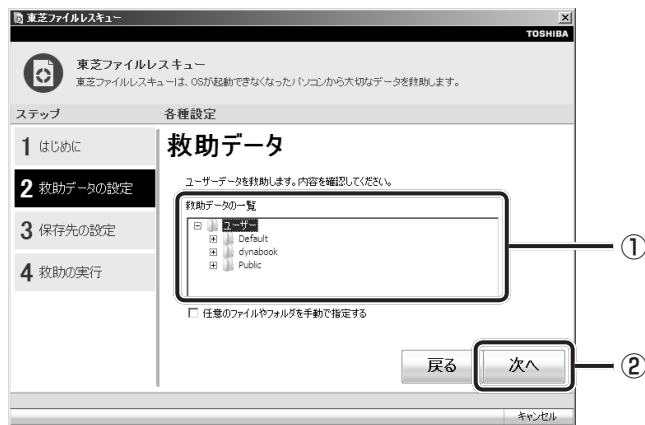 東芝ファイルレスキュー
TOSHIBA
東芝ファイルレスキュー
東芝ファイルレスキューは、OSが起動できなくなったパソコンから大切なデータを救助します。
ステップ
各種設定
1 はじめに
2 救助データの設定
3 保存先の設定
4 救助の実行
救助データ
ユーザーデータを救助します。内容を確認してください。
救助データの一覧
ユーザー
Default
dynabook
Public
①
任意のファイルやフォルダを手動で指定する
戻る
次へ
②
キャンセル